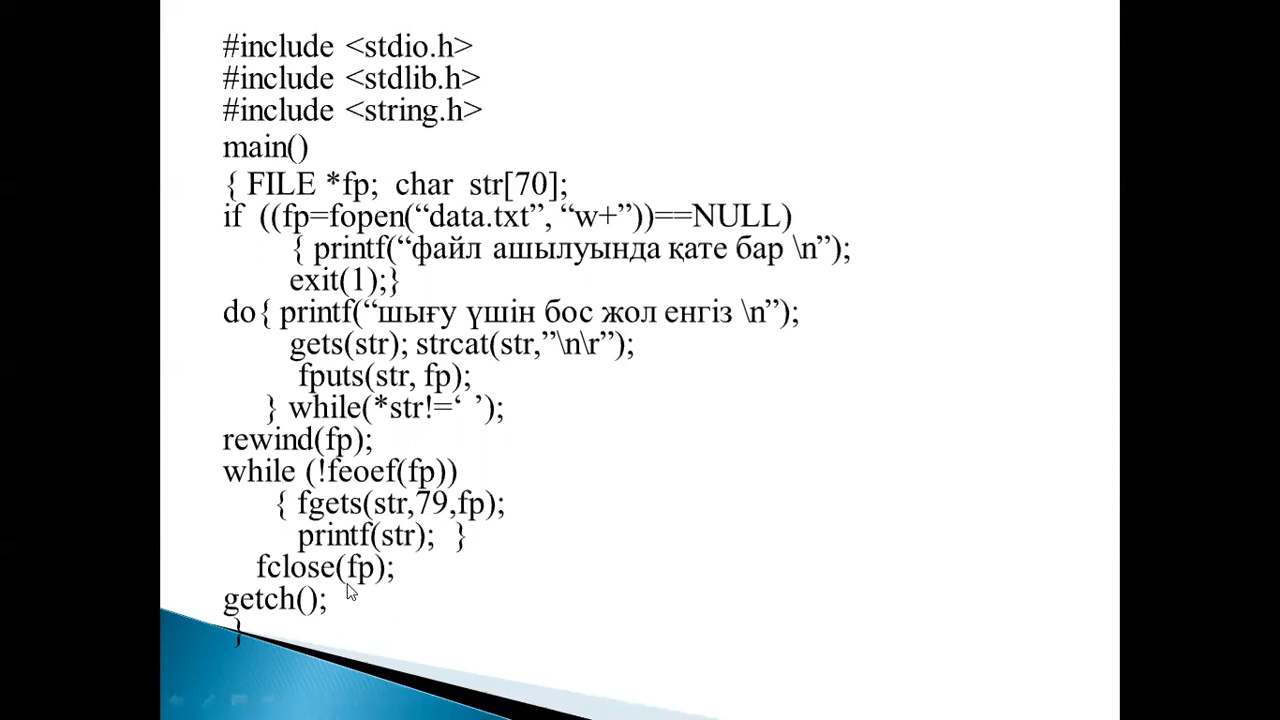 #include <stdio.h>
#include <stdlib.h>
#include <string.h>
main()
{ FILE *fp;  char  str[70];
if  ((fp=fopen(“data.txt”, “w+”))==NULL)
{ printf(“файл ашылуында қате бар \n”);
exit(1);}
do{ printf(“шығу үшін бос жол енгіз \n”);
gets(str); strcat(str,”\n\r”);
fputs(str, fp);
} while(*str!=‘ ’);
rewind(fp);
while (!feoef(fp))
{ fgets(str,79,fp);
printf(str);  }
fclose(fp);
getch();
}